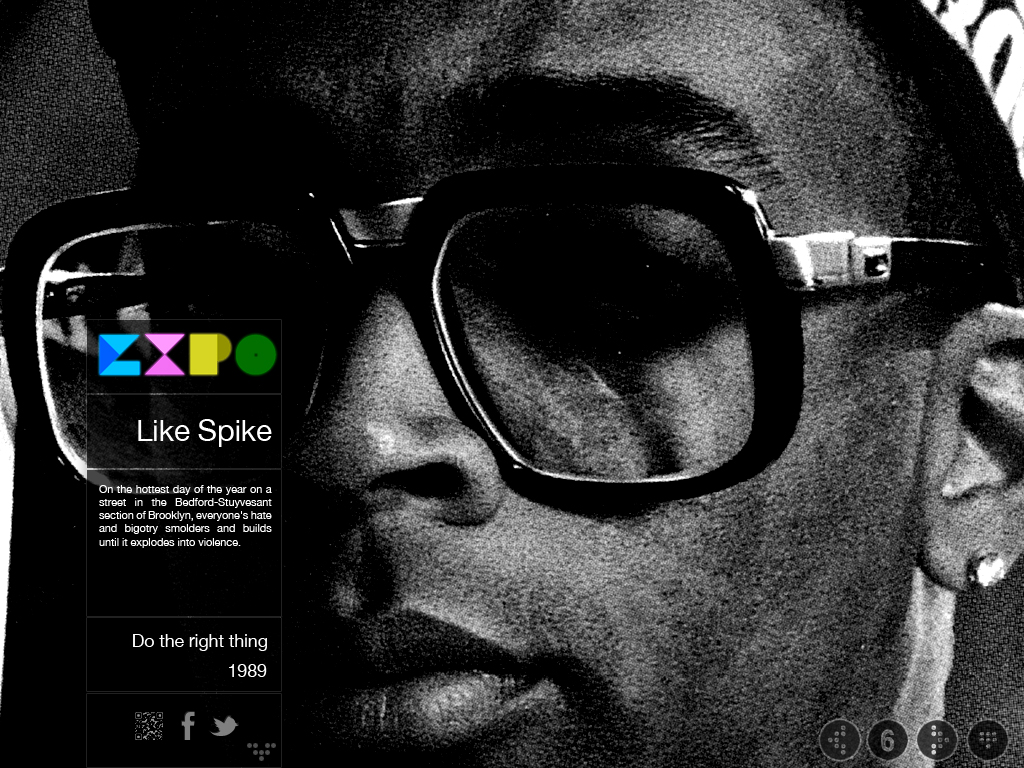 EXPO
Like Spike
On the hottest day of the year on a
street in the Bedford-Stuyvesant
section of Brooklyn, everyone's hate
and bigotry smolders and builds
until it explodes into violence.
Do the right thing
1989
6